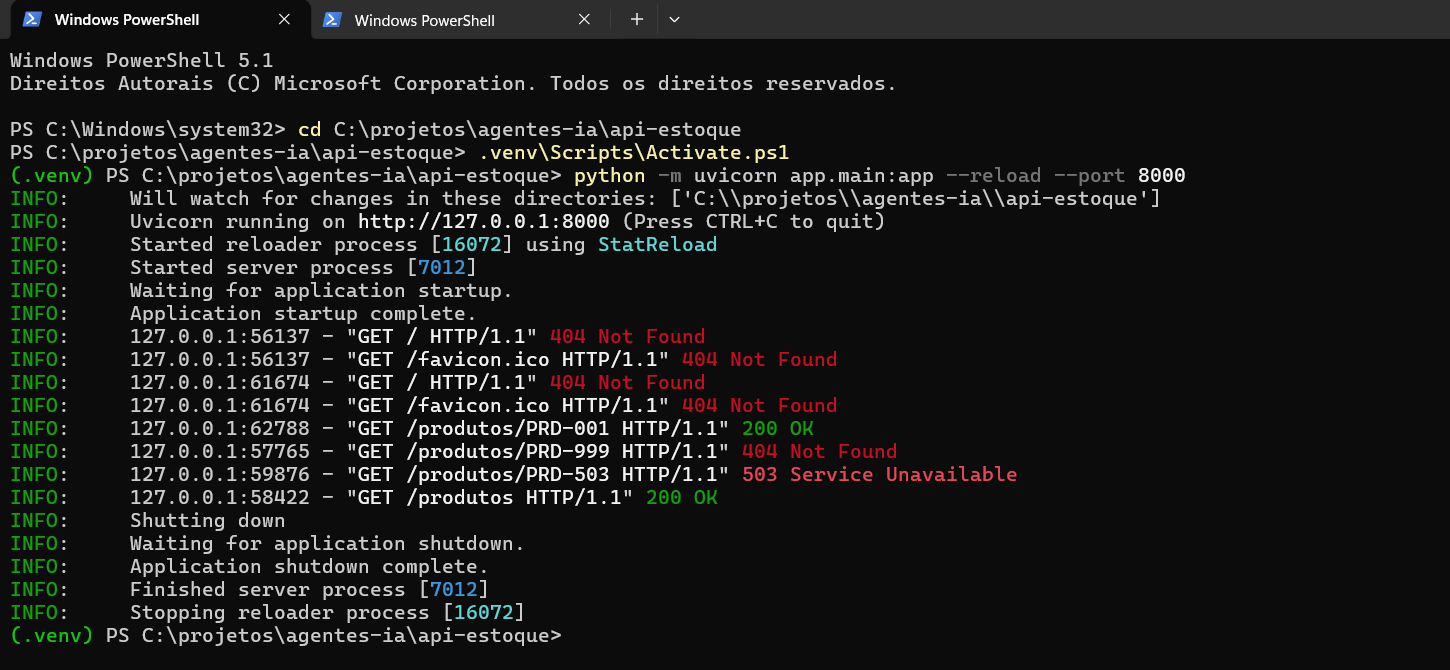 Windows PowerShell
Windows PowerShell
Windows PowerShell 5.1
Direitos Autorais (C) Microsoft Corporation. Todos os direitos reservados.
PS C:\Windows\system32> cd C:\projetos\agentes-ia\api-estoque
PS C:\projetos\agentes-ia\api-estoque> .venv\Scripts\Activate.ps1
(.venv) PS C:\projetos\agentes-ia\api-estoque> python -m uvicorn app.main:app --reload --port 8000
INFO:     Will watch for changes in these directories: ['C:\\projetos\\agentes-ia\\api-estoque']
INFO:     Uvicorn running on http://127.0.0.1:8000 (Press CTRL+C to quit)
INFO:     Started reloader process [16072] using StatReload
INFO:     Started server process [7012]
INFO:     Waiting for application startup.
INFO:     Application startup complete.
INFO:     127.0.0.1:56137 - "GET / HTTP/1.1" 404 Not Found
INFO:     127.0.0.1:56137 - "GET /favicon.ico HTTP/1.1" 404 Not Found
INFO:     127.0.0.1:61674 - "GET / HTTP/1.1" 404 Not Found
INFO:     127.0.0.1:61674 - "GET /favicon.ico HTTP/1.1" 404 Not Found
INFO:     127.0.0.1:62788 - "GET /produtos/PRD-001 HTTP/1.1" 200 OK
INFO:     127.0.0.1:57765 - "GET /produtos/PRD-999 HTTP/1.1" 404 Not Found
INFO:     127.0.0.1:59876 - "GET /produtos/PRD-503 HTTP/1.1" 503 Service Unavailable
INFO:     127.0.0.1:58422 - "GET /produtos HTTP/1.1" 200 OK
INFO:     Shutting down
INFO:     Waiting for application shutdown.
INFO:     Application shutdown complete.
INFO:     Finished server process [7012]
INFO:     Stopping reloader process [16072]
(.venv) PS C:\projetos\agentes-ia\api-estoque>